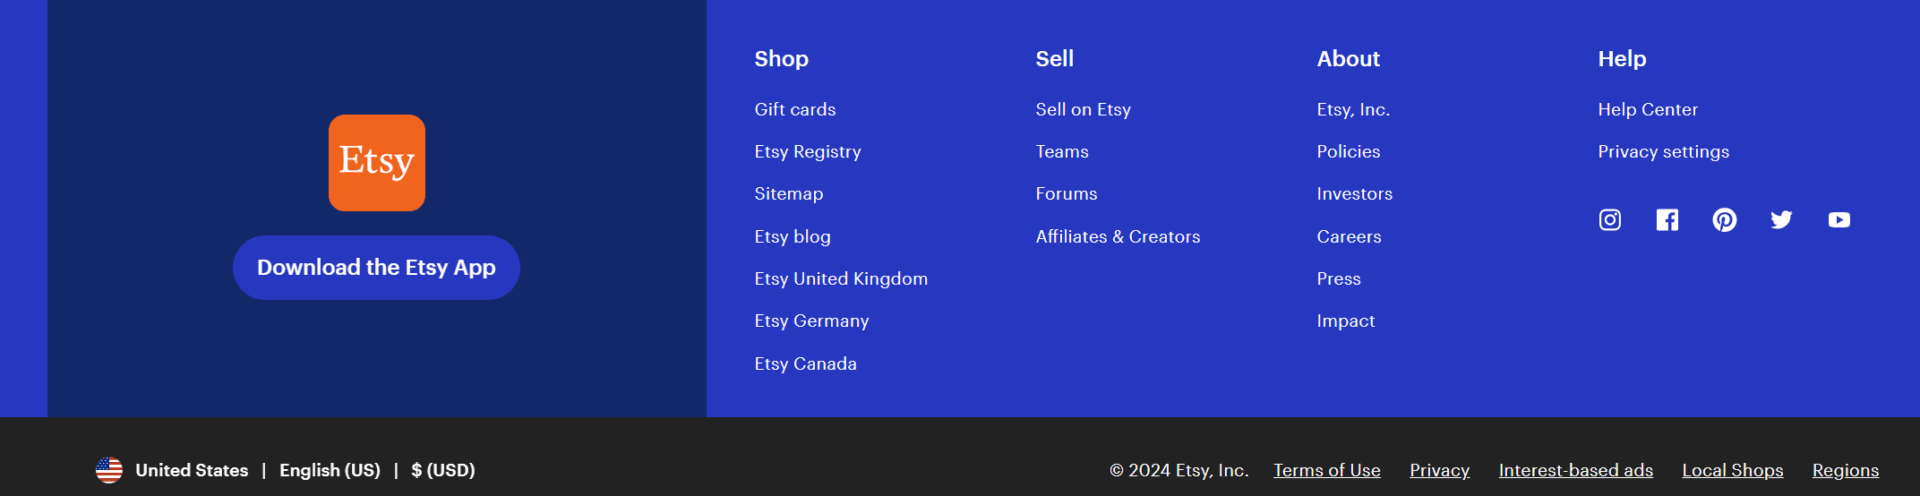 Etsy
Download the Etsy App
Shop
Gift cards
Etsy Registry
Sitemap
Etsy blog
Etsy United Kingdom
Etsy Germany
Etsy Canada
Sell
Sell on Etsy
Teams
Forums
Affiliates & Creators
About
Etsy, Inc.
Policies
Investors
Careers
Press
Impact
Help
Help Center
Privacy settings
United States | English (US) | $ (USD)
© 2024 Etsy, Inc. Terms of Use Privacy Interest-based ads Local Shops Regions